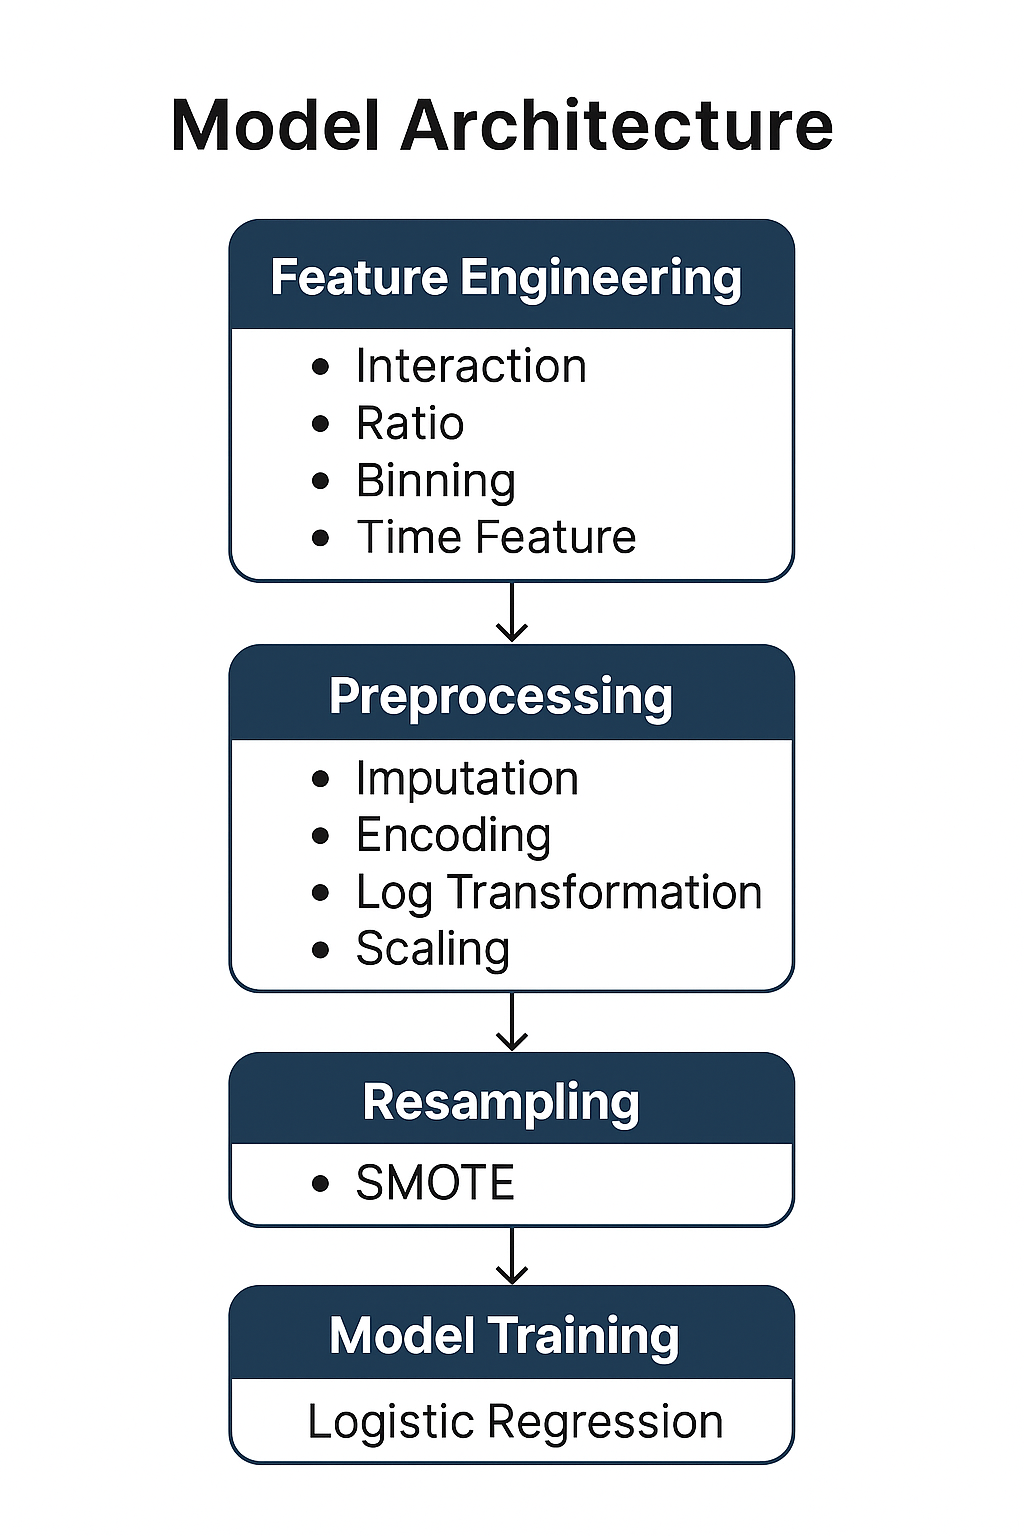 Model Architecture
Feature Engineering
• Interaction
• Ratio
• Binning
• Time Feature
Preprocessing
• Imputation
• Encoding
• Log Transformation
• Scaling
Resampling
• SMOTE
Model Training
Logistic Regression